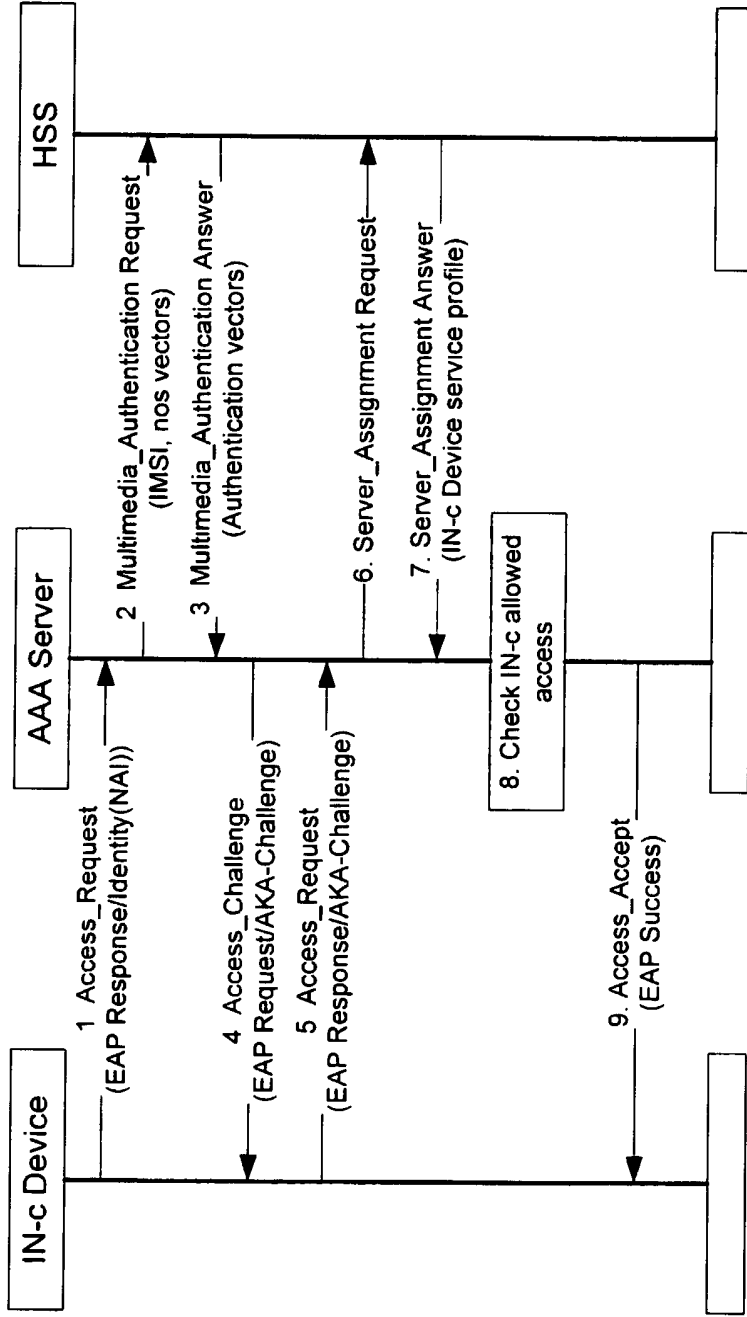 IN-c Device
AAA Server
HSS
1 Access_Request
(EAP Response/Identity(NAI))
2 Multimedia_Authentication Request
(IMSI, nos vectors)
3 Multimedia_Authentication Answer
(Authentication vectors)
4 Access_Challenge
(EAP Request/AKA-Challenge)
5 Access_Request
(EAP Response/AKA-Challenge)
6. Server_Assignment Request
7. Server_Assignment Answer
(IN-c Device service profile)
8. Check IN-c allowed
access
9. Access_Accept
(EAP Success)